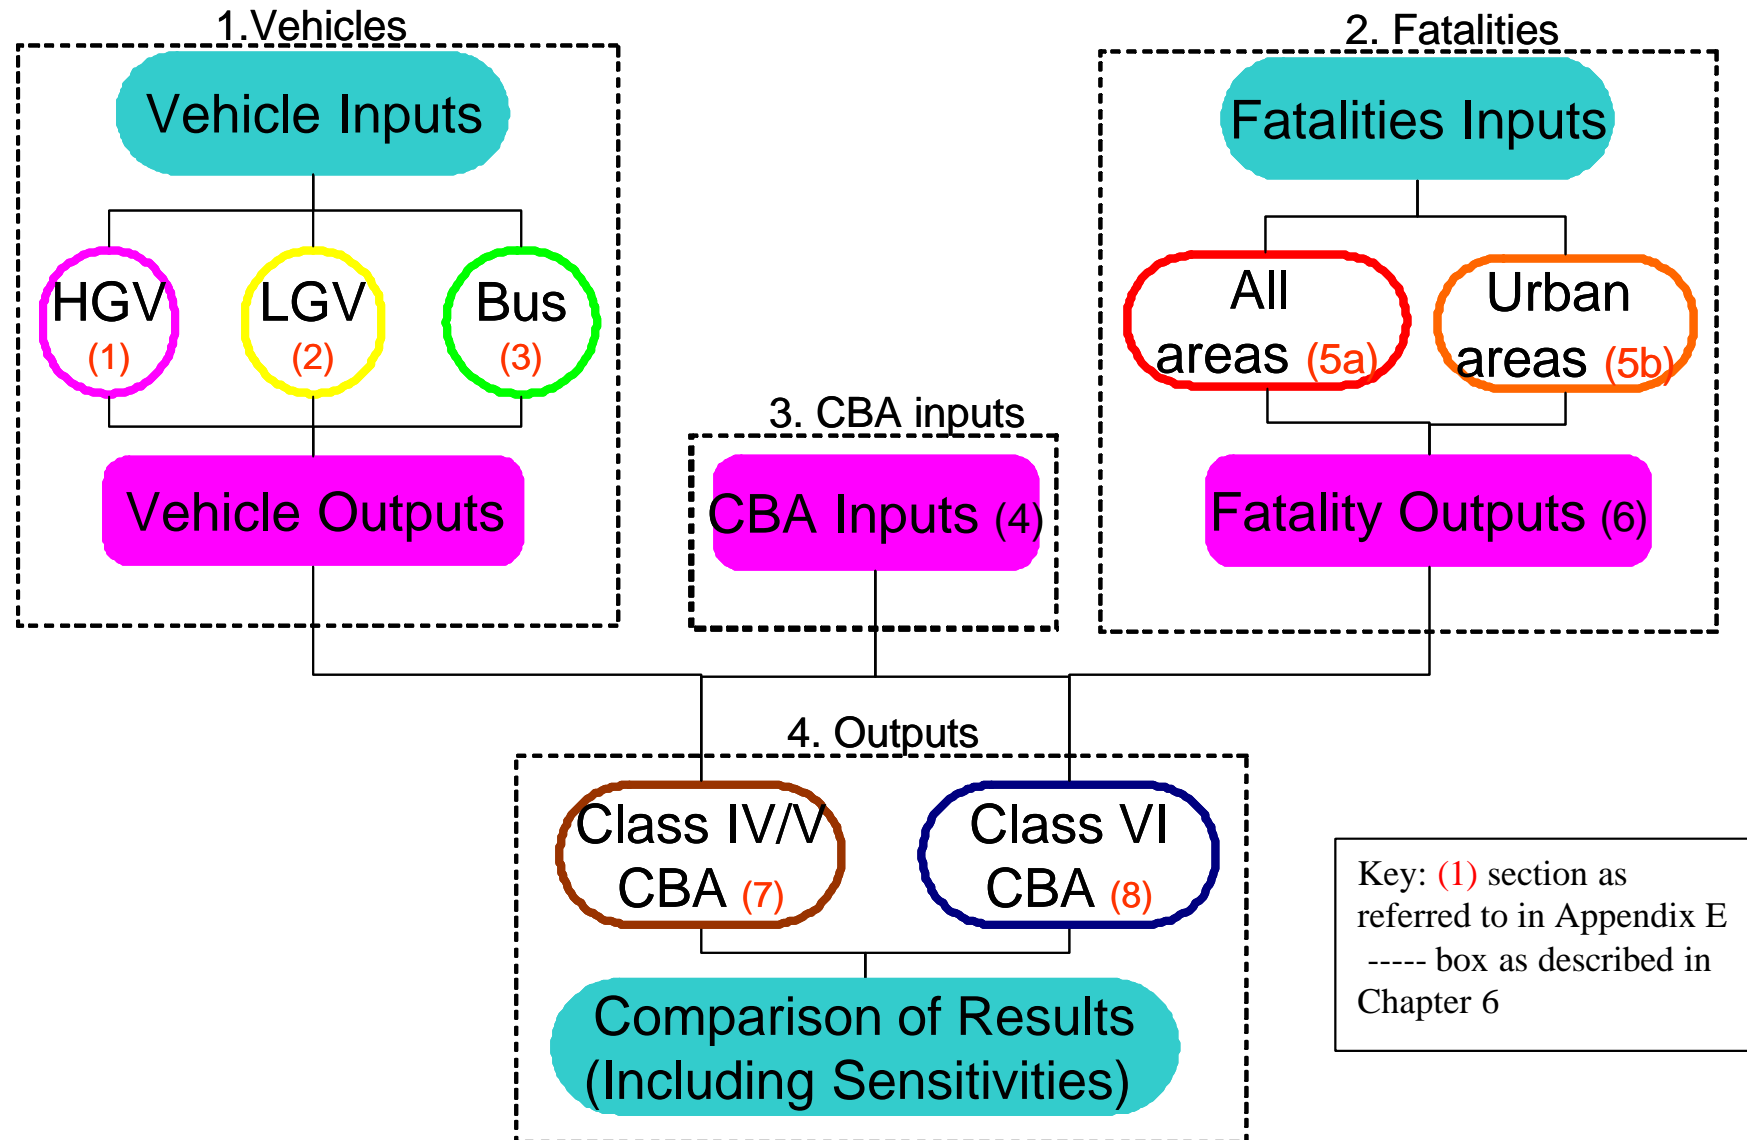 1.Vehicles
Vehicle Inputs
HGV
(1)
LGV
(2)
Bus
(3)
Vehicle Outputs
2. Fatalities
Fatalities Inputs
All
areas (5a)
Urban
areas (5b)
Fatality Outputs (6)
3. CBA inputs
CBA Inputs (4)
4. Outputs
Class IV/V
CBA (7)
Class VI
CBA (8)
Comparison of Results
(Including Sensitivities)
Key: (1) section as
referred to in Appendix E
----- box as described in
Chapter 6